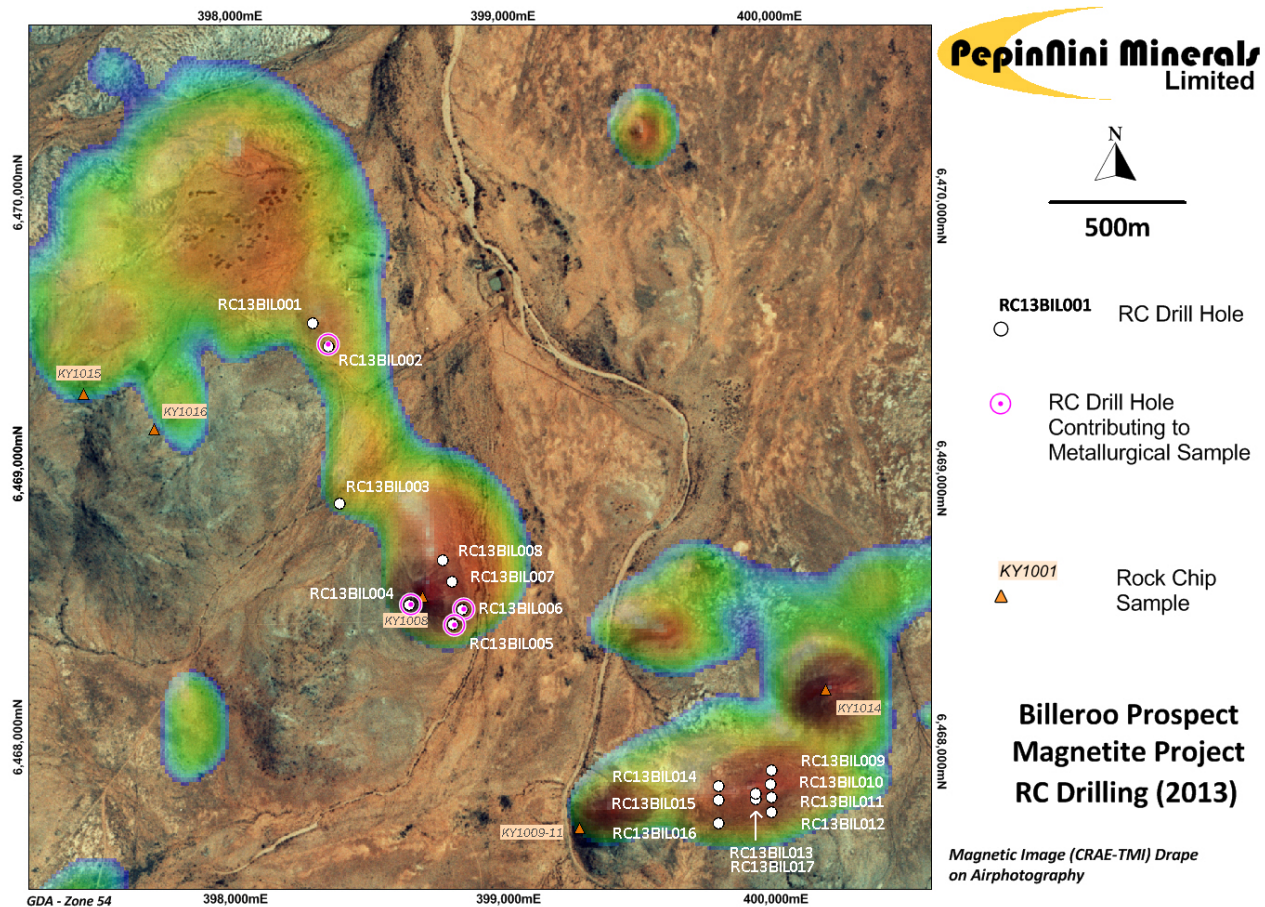 398,000mE
399,000mE
400,000mE
PepinNini Minerals
Limited
N
500m
6,470,000mN
6,470,000mN
RC13BIL001
RC13BIL002
RC13BIL001
RC Drill Hole
KY1015
KY1016
RC Drill Hole
Contributing to
Metallurgical Sample
6,469,000mN
6,469,000mN
RC13BIL003
RC13BIL008
RC13BIL007
RC13BIL004
RC13BIL006
KY1008
RC13BIL005
KY1001
Rock Chip
Sample
KY1014
6,468,000mN
6,468,000mN
Billeroo Prospect
Magnetite Project
RC Drilling (2013)
RC13BIL009
RC13BIL014
RC13BIL010
RC13BIL015
RC13BIL011
RC13BIL012
RC13BIL016
KY1009-11
RC13BIL013
RC13BIL017
Magnetic Image (CRAE-TMI) Drape
on Airphotography
GDA - Zone 54
398,000mE
399,000mE
400,000mE